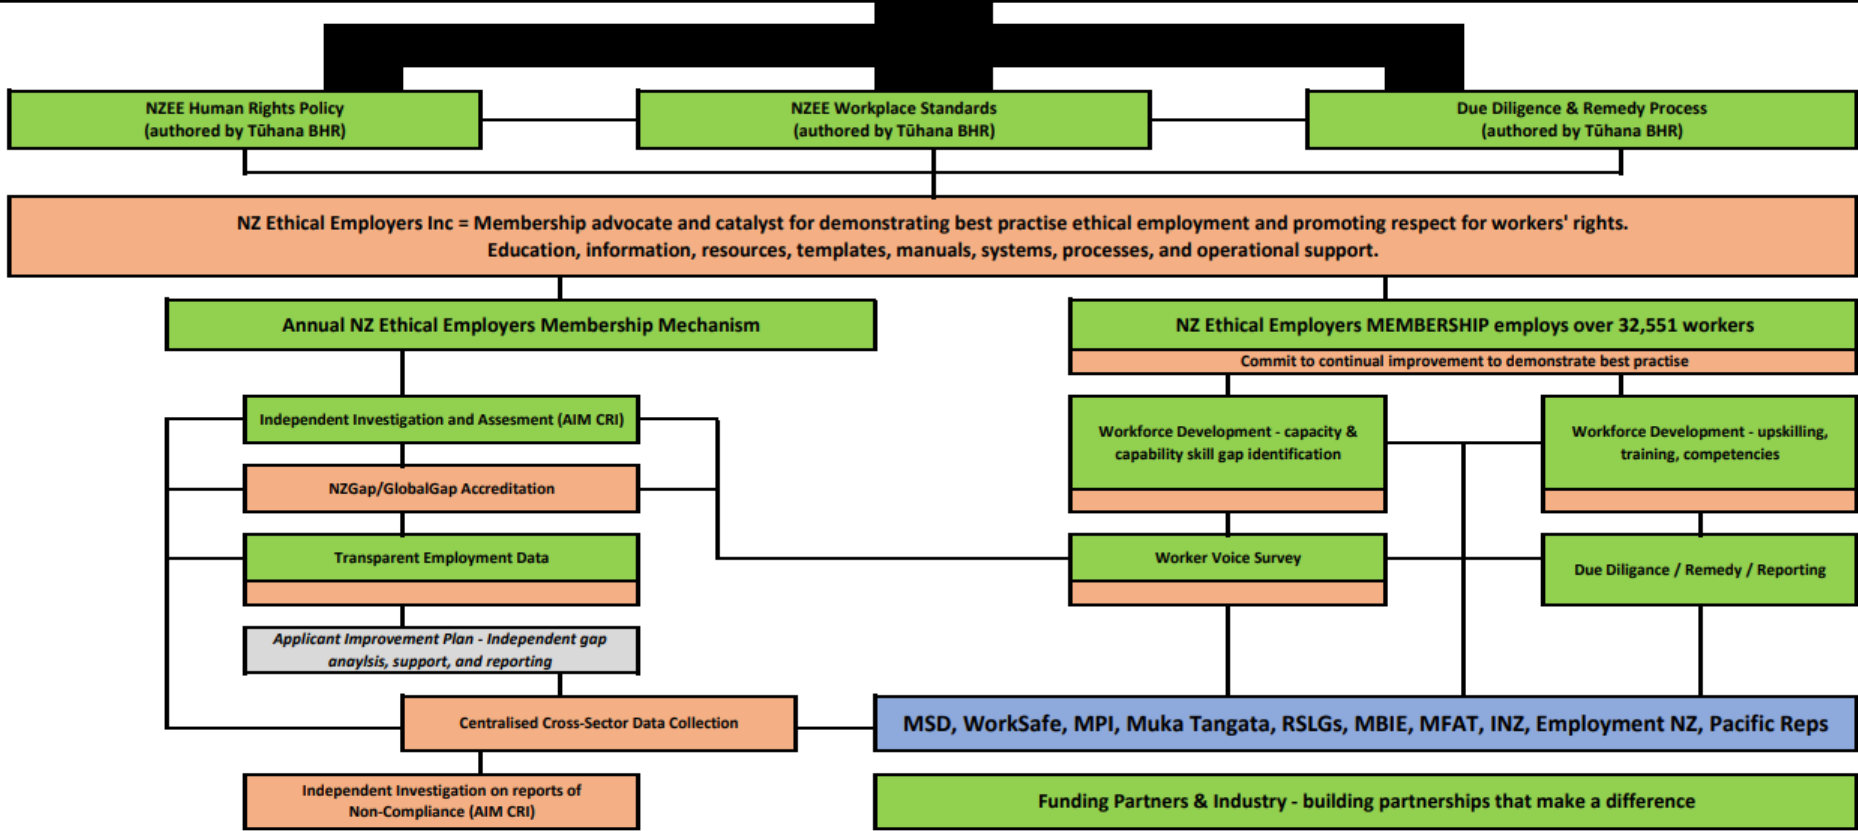 NZEE Human Rights Policy
(authored by Tūhana BHR)
NZEE Workplace Standards
(authored by Tūhana BHR)
Due Diligence & Remedy Process
(authored by Tūhana BHR)
NZ Ethical Employers Inc = Membership advocate and catalyst for demonstrating best practise ethical employment and promoting respect for workers' rights.
Education, information, resources, templates, manuals, systems, processes, and operational support.
Annual NZ Ethical Employers Membership Mechanism
NZ Ethical Employers MEMBERSHIP employs over 32,551 workers
Commit to continual improvement to demonstrate best practise
Independent Investigation and Assesment (AIM CRI)
Workforce Development - capacity &
capability skill gap identification
Workforce Development - upskilling,
training, competencies
NZGap/GlobalGap Accreditation
Transparent Employment Data
Worker Voice Survey
Due Diligance / Remedy / Reporting
Applicant Improvement Plan - Independent gap
anaylsis, support, and reporting
Centralised Cross-Sector Data Collection
MSD, WorkSafe, MPI, Muka Tangata, RSLGs, MBIE, MFAT, INZ, Employment NZ, Pacific Reps
Independent Investigation on reports of
Non-Compliance (AIM CRI)
Funding Partners & Industry - building partnerships that make a difference